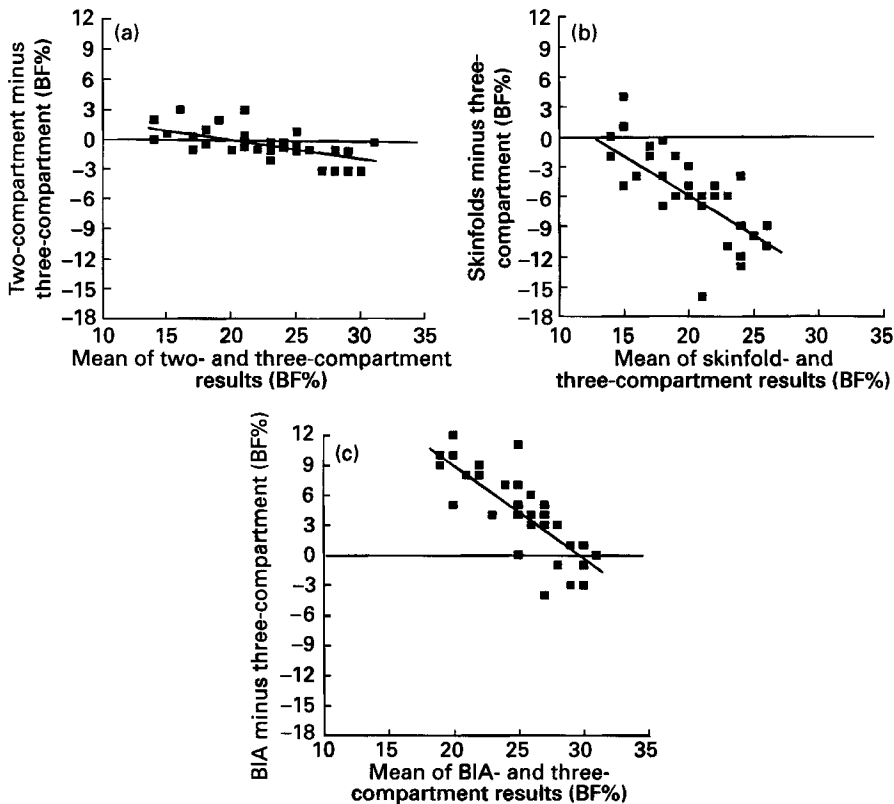 (a)
Two-compartment minus
three-compartment (BF%)
12
9
6
3
0
−3
−6
−9
−12
−15
−18
10 15 20 25 30 35
Mean of two- and three-compartment
results (BF%)
(b)
Skinfolds minus three-
compartment (BF%)
12
9
6
3
0
−3
−6
−9
−12
−15
−18
10 15 20 25 30 35
Mean of skinfold- and
three-compartment results (BF%)
(c)
BIA minus three-compartment (BF%)
12
9
6
3
0
−3
−6
−9
−12
−15
−18
10 20 25 30 35
Mean of BIA- and three-
compartment results (BF%)